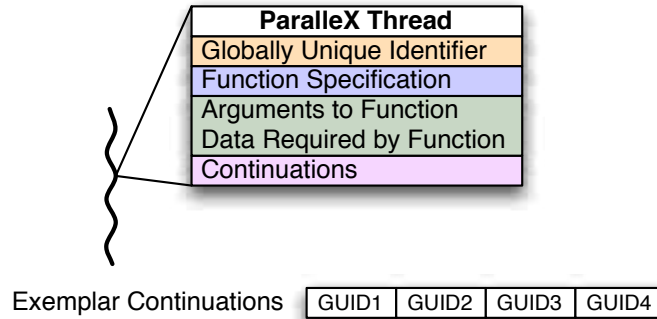 ParalleX Thread
Globally Unique Identifier
Function Specification
Arguments to Function
Data Required by Function
Continuations
Exemplar Continuations GUID1 GUID2 GUID3 GUID4